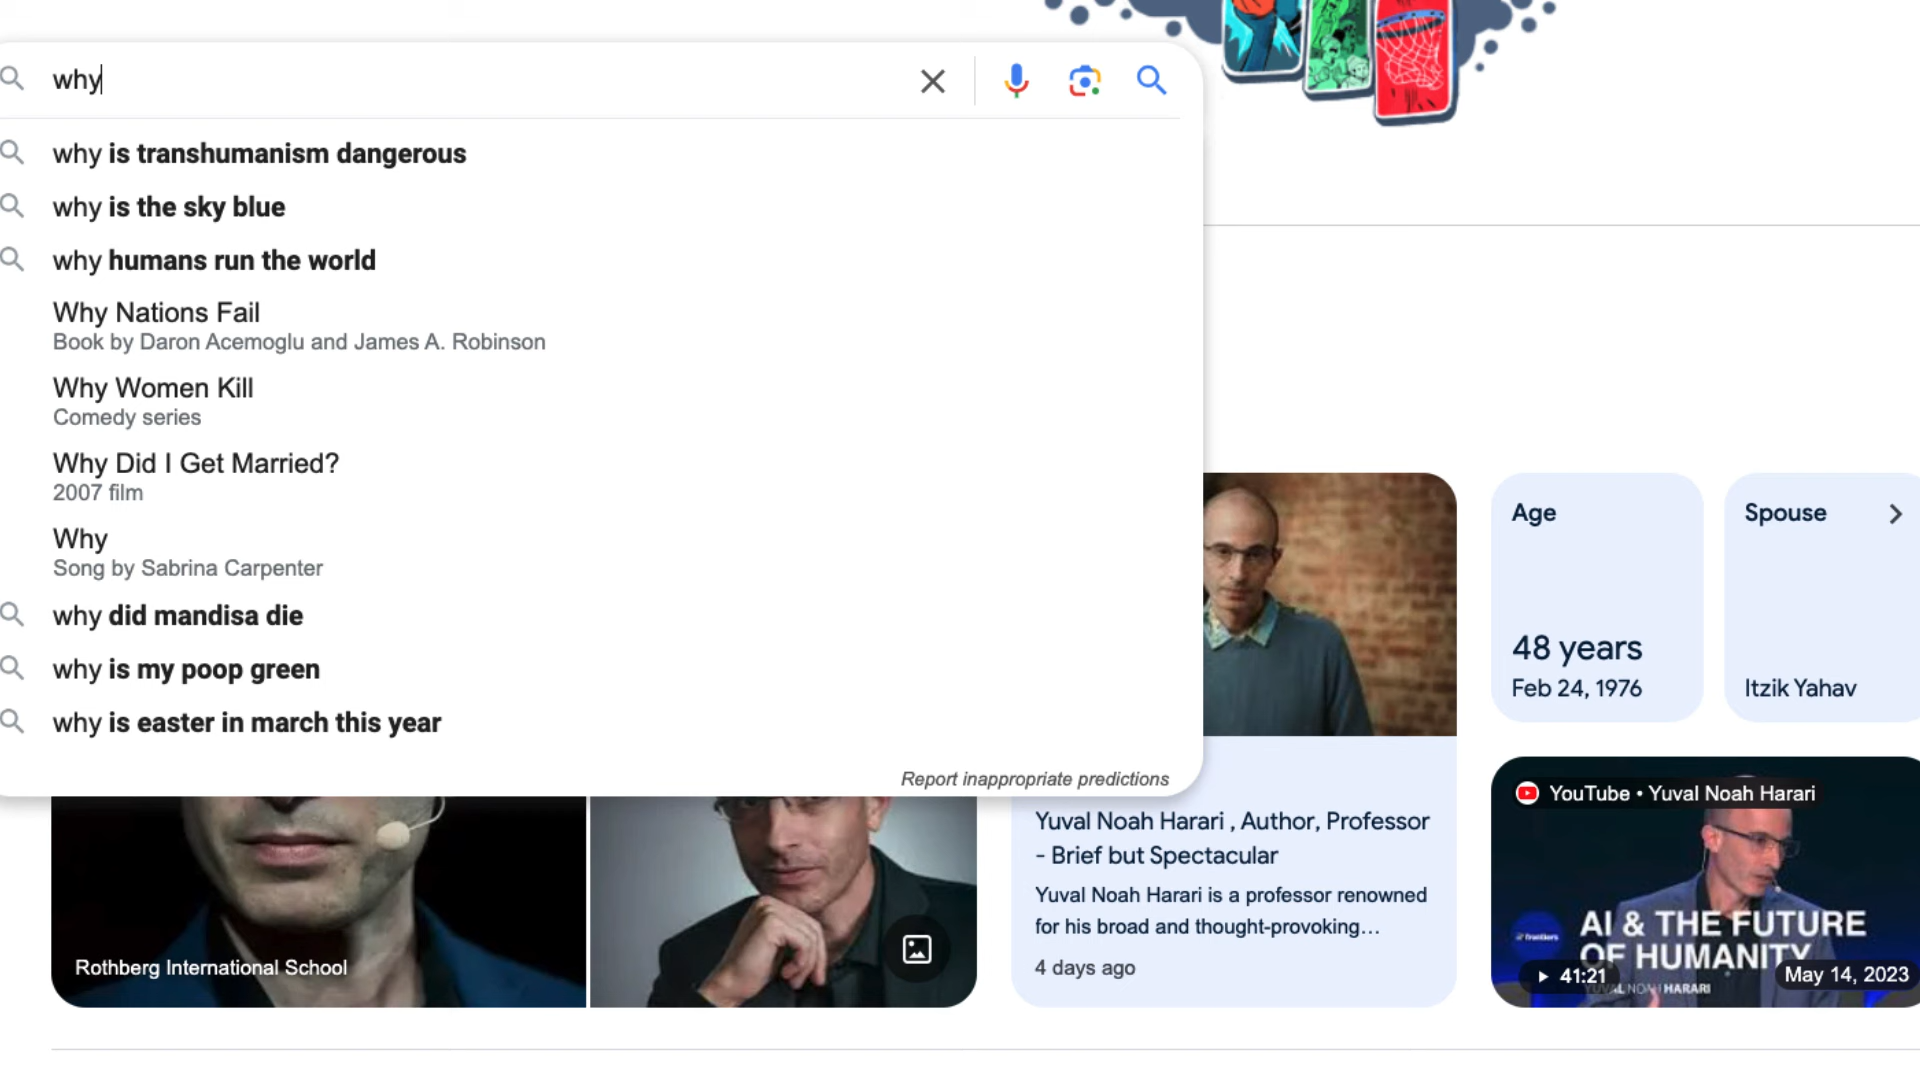 why
why is transhumanism dangerous
why is the sky blue
why humans run the world
Why Nations Fail
Book by Daron Acemoglu and James A. Robinson
Why Women Kill
Comedy series
Why Did I Get Married?
2007 film
Why
Song by Sabrina Carpenter
why did mandisa die
why is my poop green
why is easter in march this year
Report inappropriate predictions
Rothberg International School
Yuval Noah Harari , Author, Professor
- Brief but Spectacular
Yuval Noah Harari is a professor renowned
for his broad and thought-provoking...
4 days ago
Age
48 years
Feb 24, 1976
Spouse
Itzik Yahav
YouTube • Yuval Noah Harari
frontiers
AI & THE FUTURE
OF HUMANITY
YUVAL NOAH HARARI
41:21
May 14, 2023